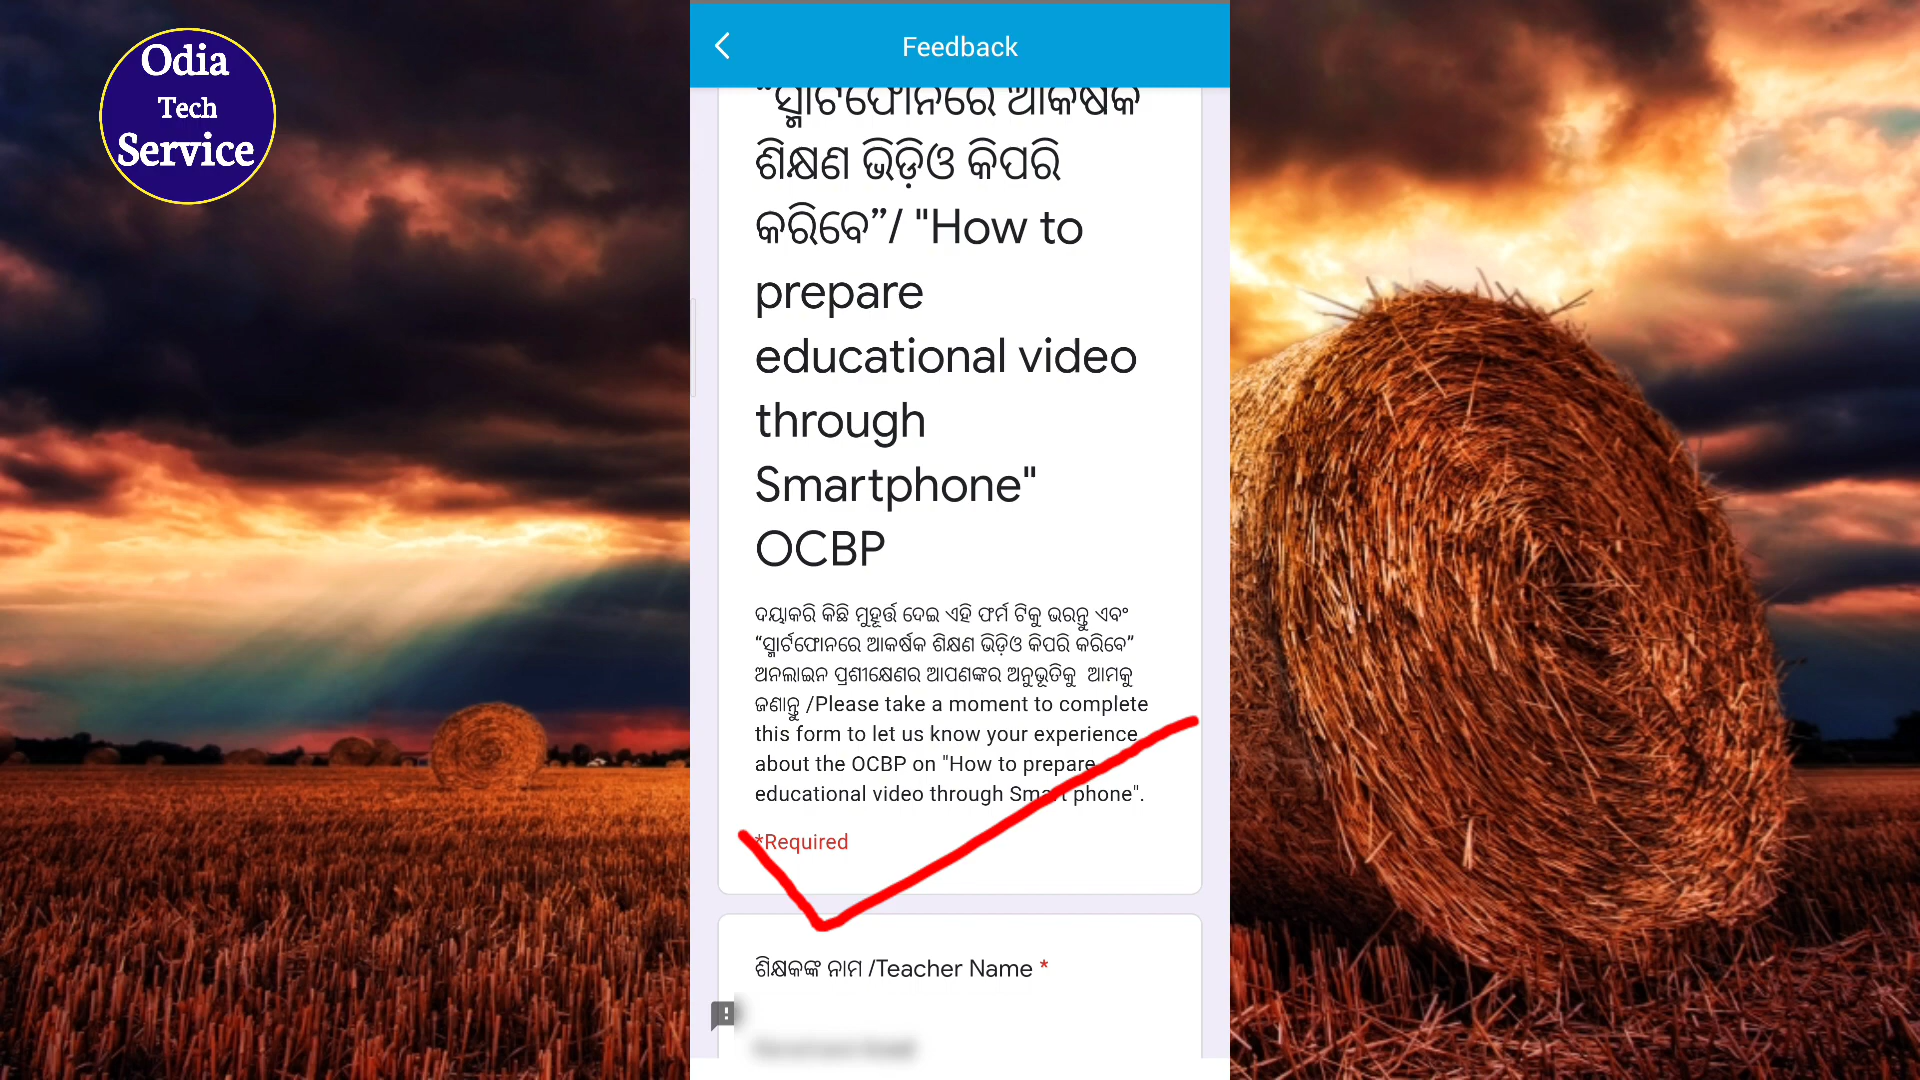 Odia
Tech
Service
Feedback
“ସ୍ମାର୍ଟଫୋନରେ ଆକର୍ଷକ
ଶିକ୍ଷଣ ଭିଡ଼ିଓ କିପରି
କରିବେ”/ "How to
prepare
educational video
through
Smartphone"
OCBP
ଦୟାକରି କିଛି ମୁହୂର୍ତ୍ତ ଦେଇ ଏହି ଫର୍ମ ଟିକୁ ଭରନ୍ତୁ ଏବଂ
“ସ୍ମାର୍ଟଫୋନରେ ଆକର୍ଷକ ଶିକ୍ଷଣ ଭିଡ଼ିଓ କିପରି କରିବେ”
ଅନଲାଇନ ପ୍ରଶୀକ୍ଷେଣର ଆପଣଙ୍କର ଅନୁଭୂତିକୁ ଆମକୁ
ଜଣାନ୍ତୁ /Please take a moment to complete
this form to let us know your experience
about the OCBP on "How to prepare
educational video through Smart phone".
*Required
ଶିକ୍ଷକଙ୍କ ନାମ /Teacher Name *